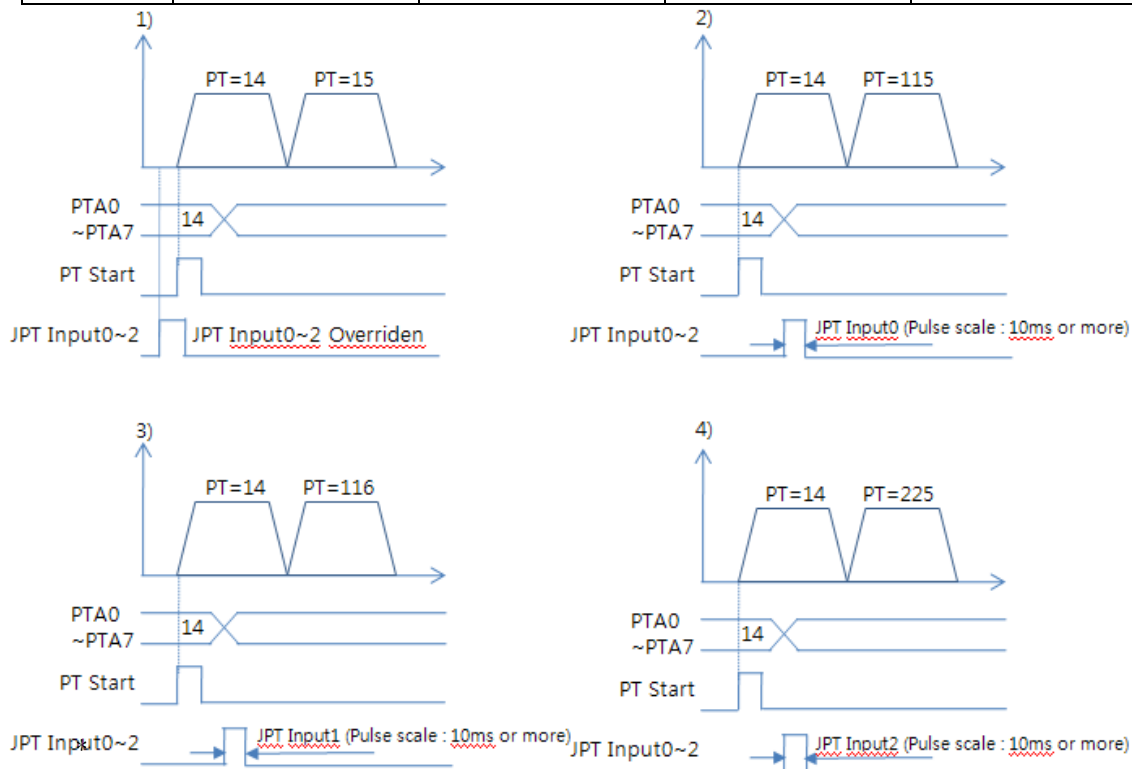 1)
PT=14
PT=15
PTA0
~PTA7
14
PT Start
JPT Input0~2
JPT Input0~2 Overriden
2)
PT=14
PT=115
PTA0
~PTA7
14
PT Start
JPT Input0~2
JPT Input0 (Pulse scale : 10ms or more)
3)
PT=14
PT=116
PTA0
~PTA7
14
PT Start
JPT Input0~2
JPT Input1 (Pulse scale : 10ms or more)
4)
PT=14
PT=225
PTA0
~PTA7
14
PT Start
JPT Input0~2
JPT Input2 (Pulse scale : 10ms or more)